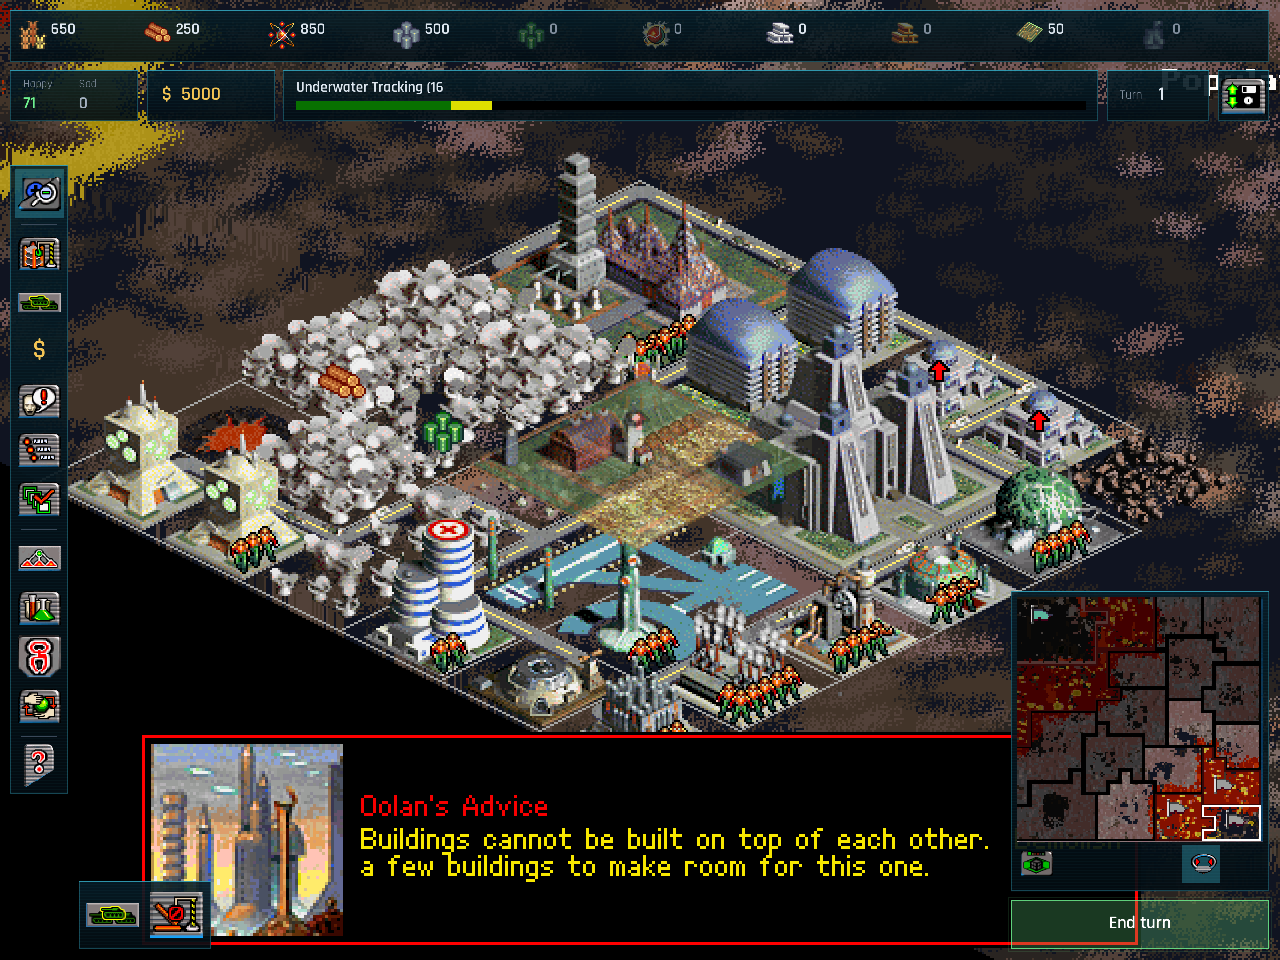 650 250 850 500 0 0 0 0 50 0
Happy Sad
71 0
$ 5000
Underwater Tracking (16
Turn 1
$
Oolan's Advice
Buildings cannot be built on top of each other.
a few buildings to make room for this one.
End turn